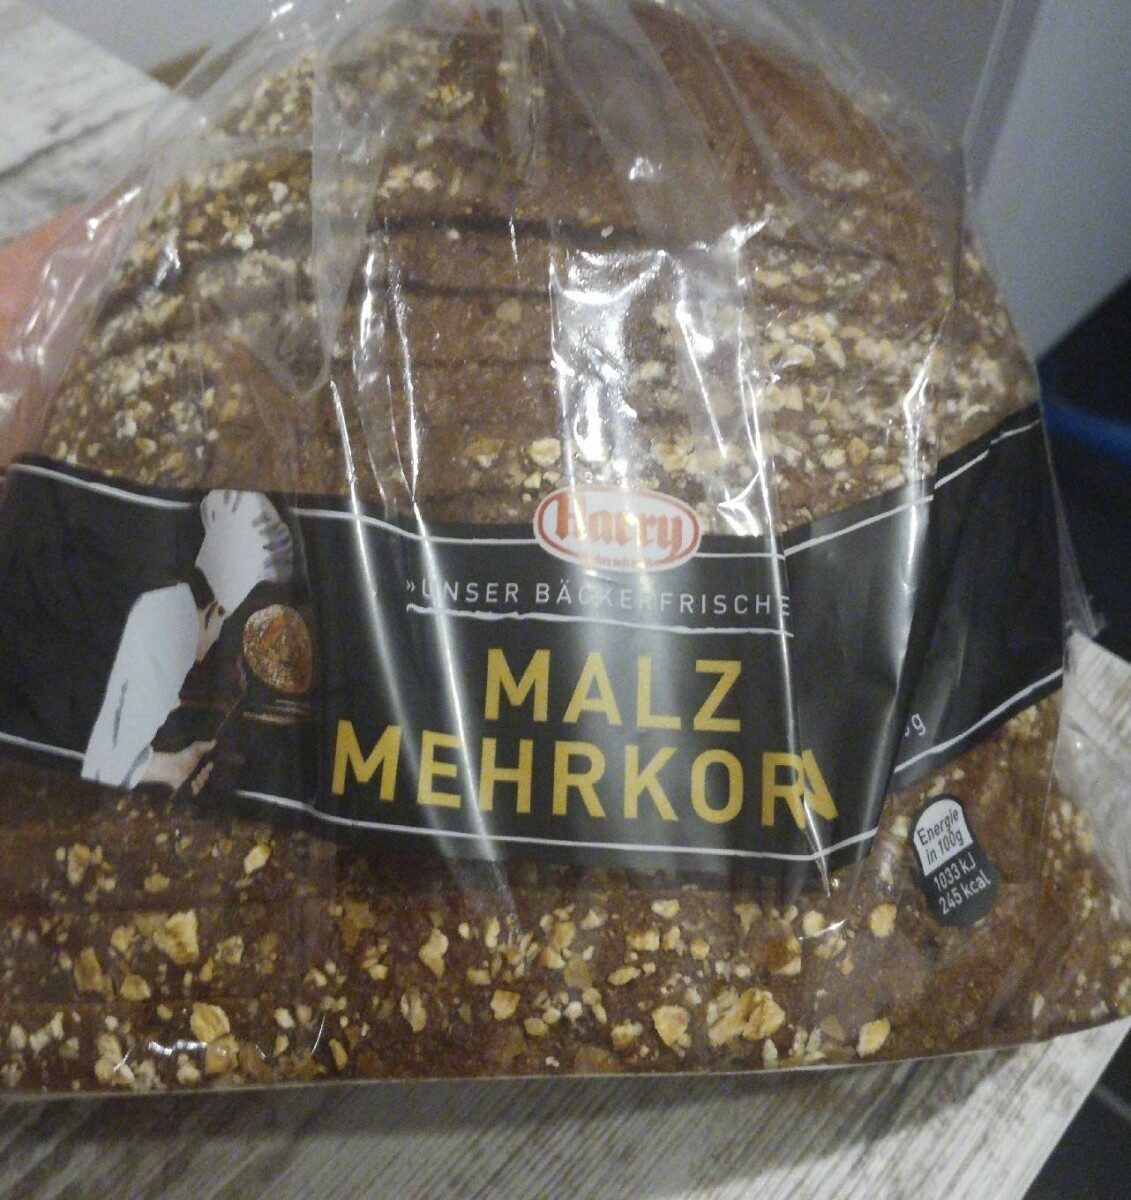 Harry
»UNSER BÄCKERFRISCHE
MALZ
MEHRKORN
g
Energie
in 100g
1033 kJ
245 kcal